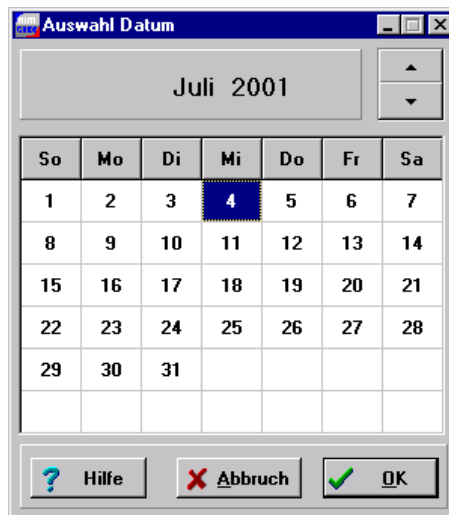 Auswahl Datum
Juli 2001
So Mo Di Mi Do Fr Sa
1 2 3 4 5 6 7
8 9 10 11 12 13 14
15 16 17 18 19 20 21
22 23 24 25 26 27 28
29 30 31
? Hilfe Abbruch OK